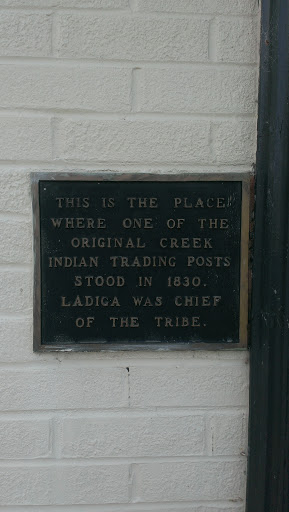 THIS IS THE PLACE
WHERE ONE OF THE
ORIGINAL CREEK
INDIAN TRADING POSTS
STOOD IN 1830.
LADIGA WAS CHIEF
OF THE TRIBE.